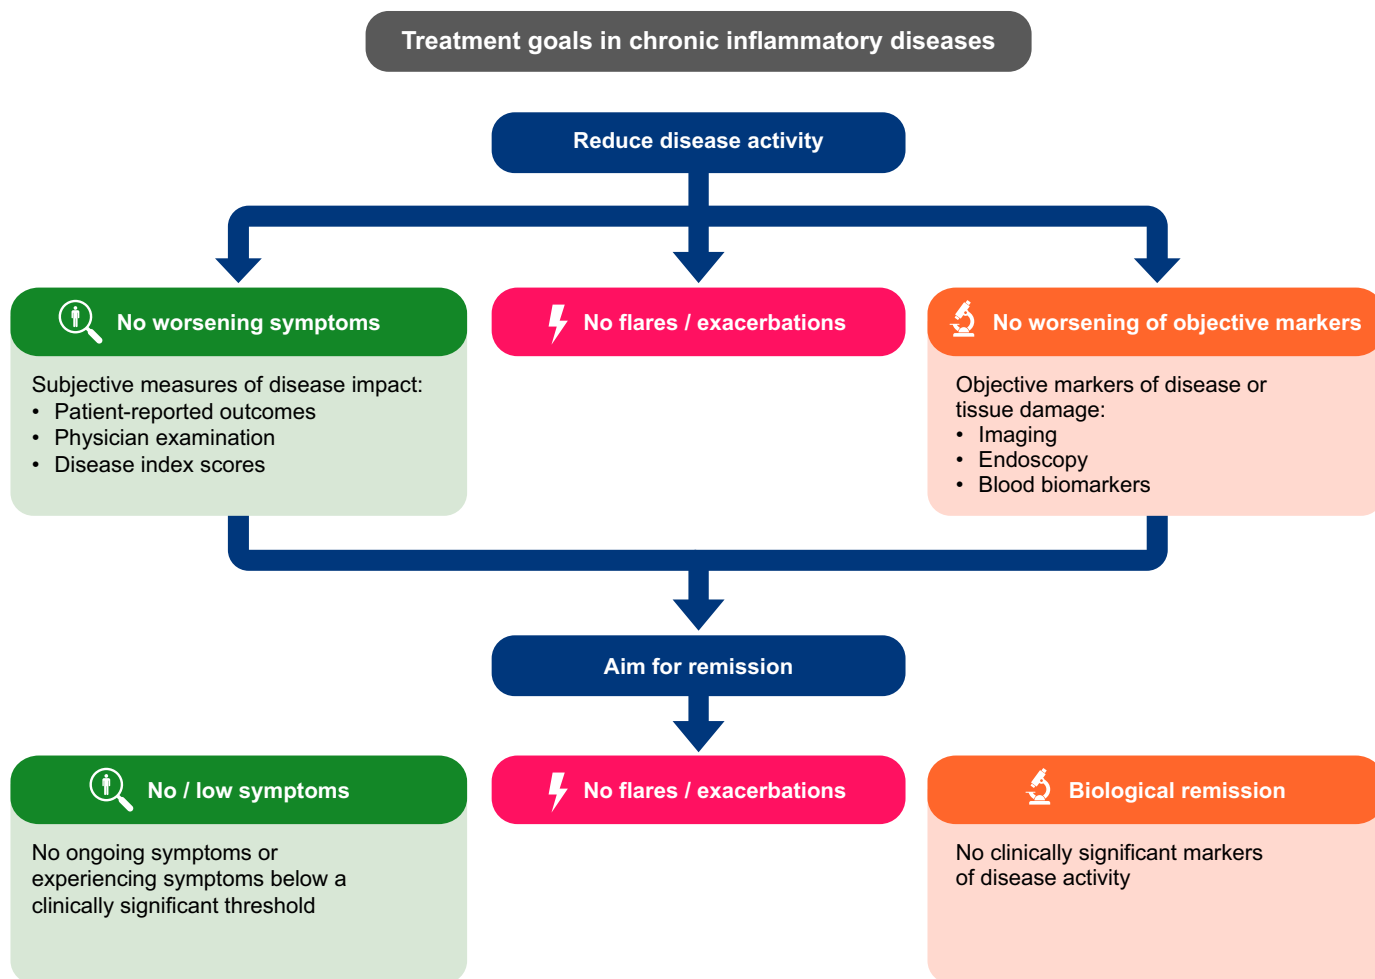 Treatment goals in chronic inflammatory diseases
Reduce disease activity
No worsening symptoms
Subjective measures of disease impact:
• Patient-reported outcomes
• Physician examination
• Disease index scores
No flares / exacerbations
No worsening of objective markers
Objective markers of disease or
tissue damage:
• Imaging
• Endoscopy
• Blood biomarkers
Aim for remission
No / low symptoms
No ongoing symptoms or
experiencing symptoms below a
clinically significant threshold
No flares / exacerbations
Biological remission
No clinically significant markers
of disease activity